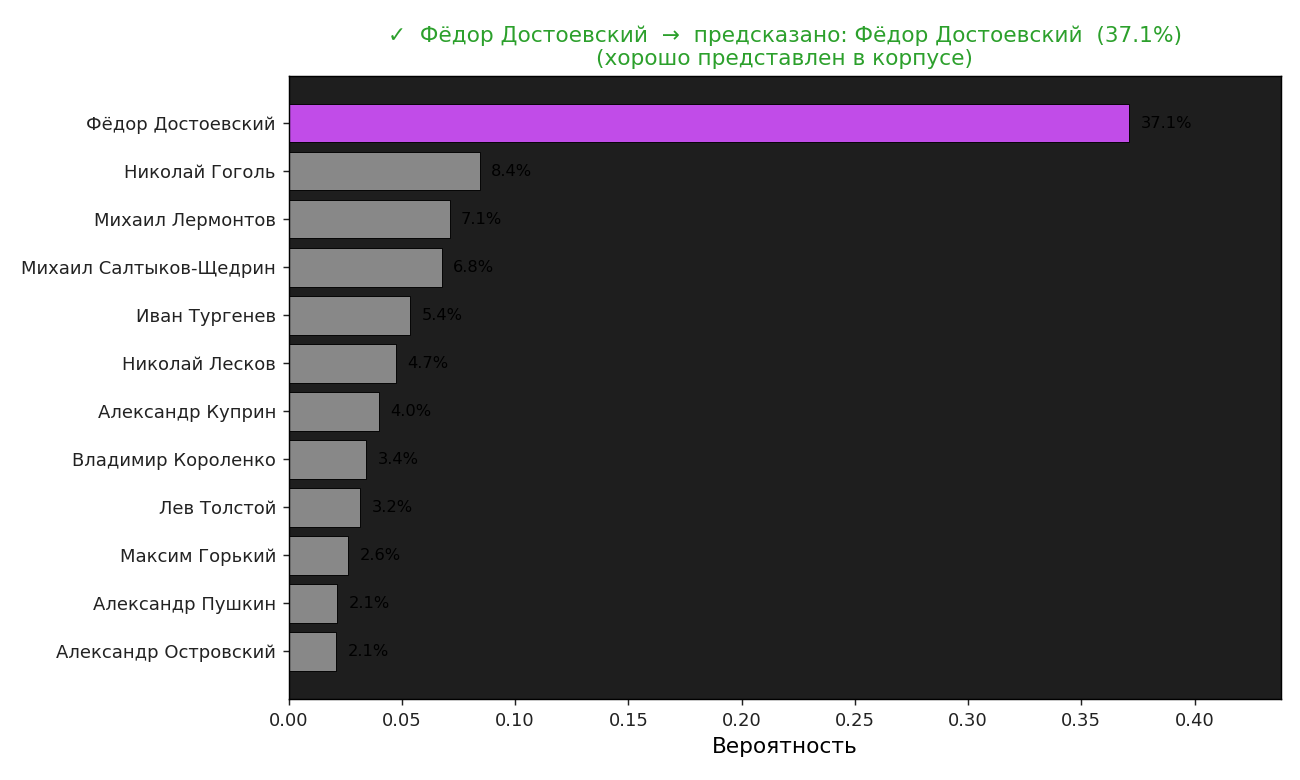 ✓ Фёдор Достоевский → предсказано: Фёдор Достоевский (37.1%)
(хорошо представлен в корпусе)
Фёдор Достоевский 37.1%
Николай Гоголь 8.4%
Михаил Лермонтов 7.1%
Михаил Салтыков-Щедрин 6.8%
Иван Тургенев 5.4%
Николай Лесков 4.7%
Александр Куприн 4.0%
Владимир Короленко 3.4%
Лев Толстой 3.2%
Максим Горький 2.6%
Александр Пушкин 2.1%
Александр Островский 2.1%
0.00 0.05 0.10 0.15 0.20 0.25 0.30 0.35 0.40
Вероятность